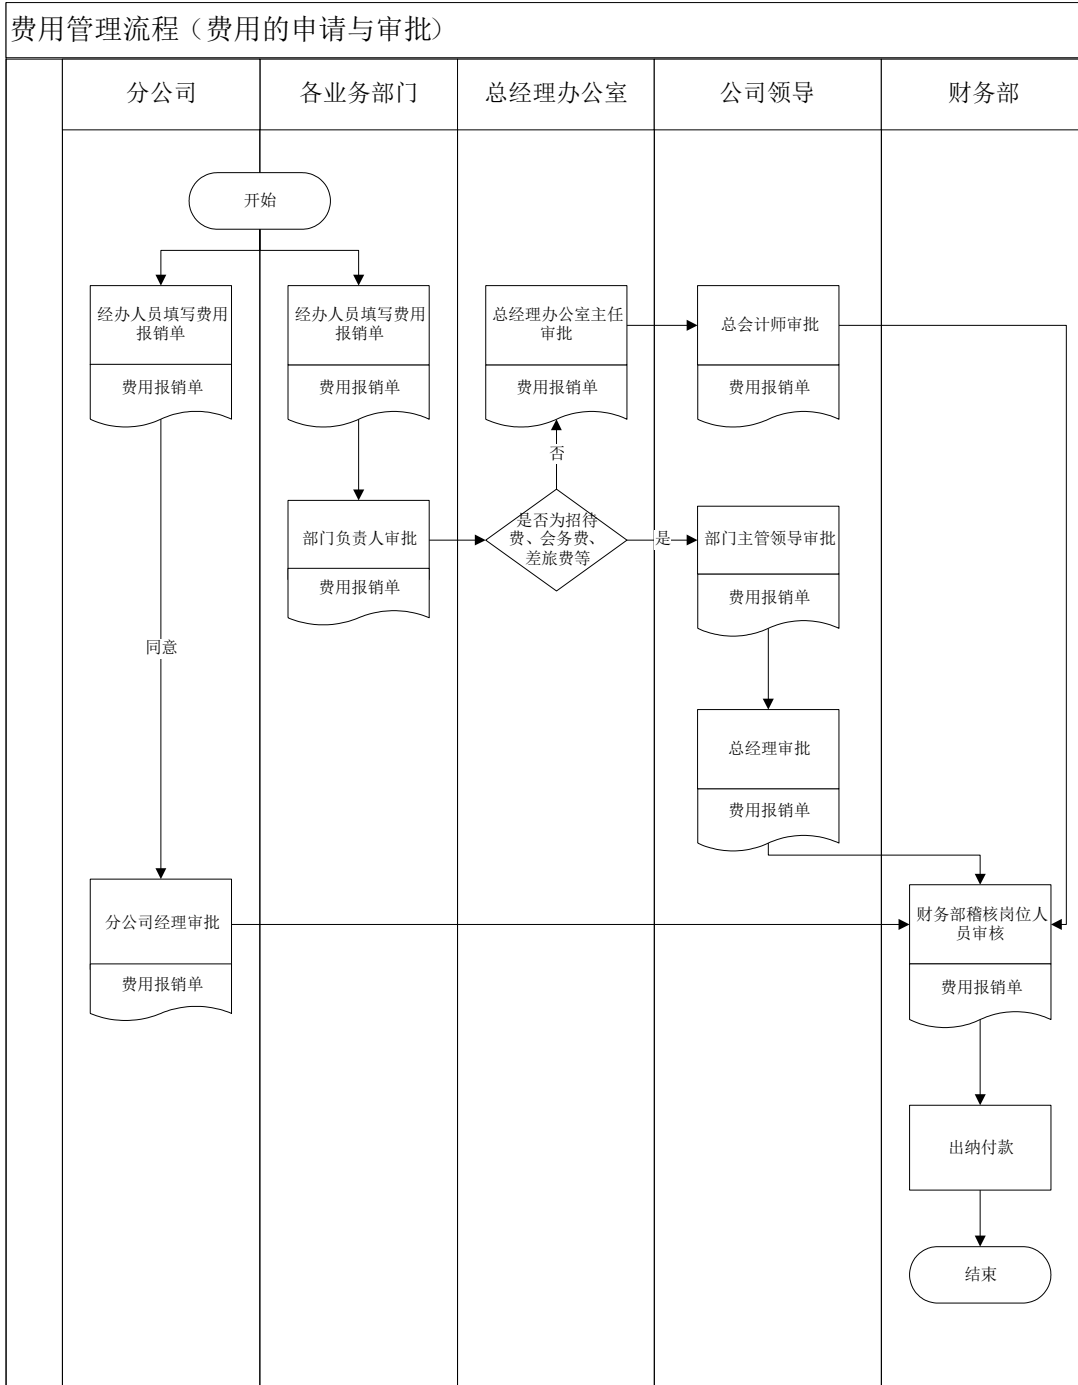 费用管理流程（费用的申请与审批）
分公司
各业务部门
总经理办公室
公司领导
财务部
开始
经办人员填写费用
报销单
费用报销单
经办人员填写费用
报销单
费用报销单
总经理办公室主任
审批
费用报销单
总会计师审批
费用报销单
否
部门负责人审批
费用报销单
是否为招待
费、会务费、
差旅费等
是
部门主管领导审批
费用报销单
同意
总经理审批
费用报销单
分公司经理审批
费用报销单
财务部稽核岗位人
员审核
费用报销单
出纳付款
结束